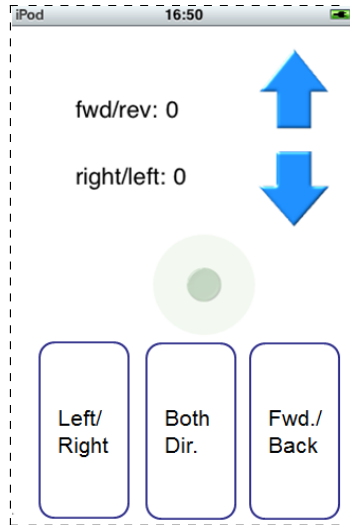 iPod 16:50
fwd/rev: 0
right/left: 0
Left/
Right
Both
Dir.
Fwd./
Back